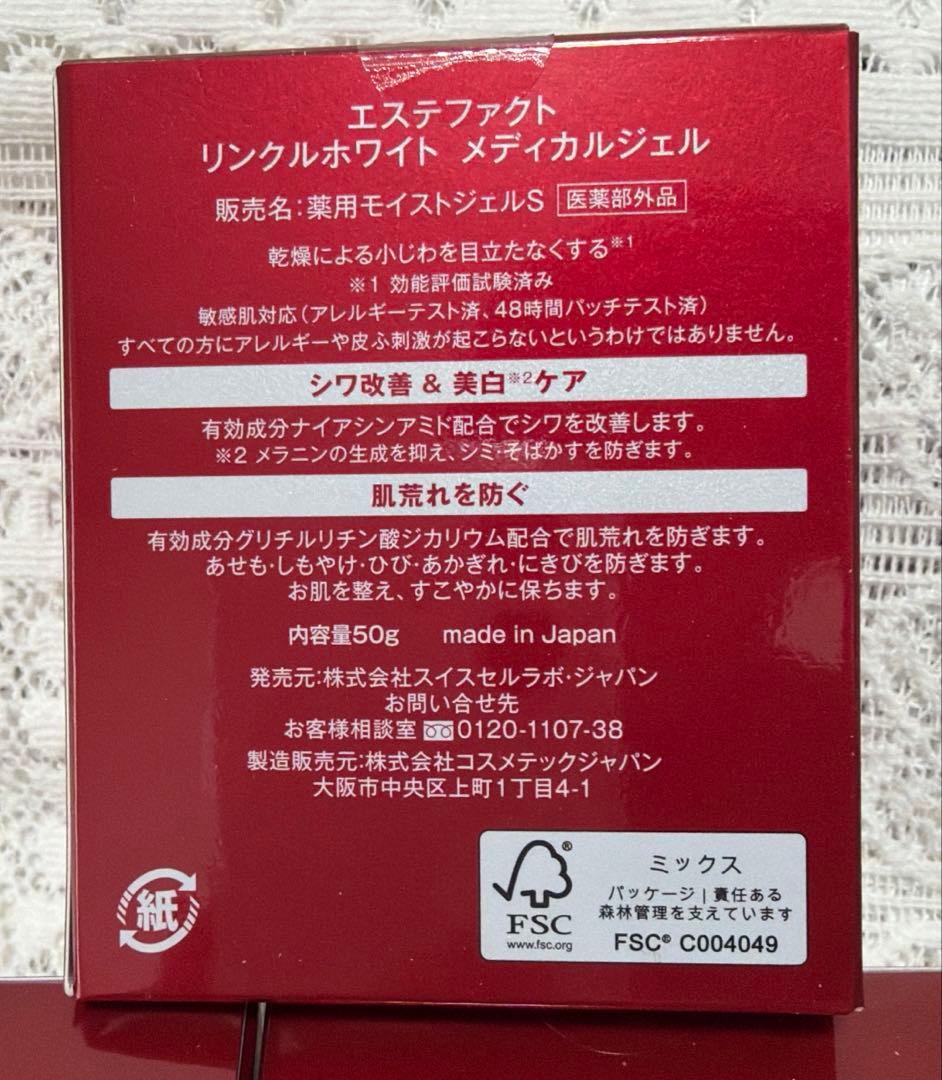 エステファクト
リンクルホワイト メディカルジェル
販売名:薬用モイストジェルS 医薬部外品
乾燥による小じわを目立たなくする※1
※1 効能評価試験済み
敏感肌対応(アレルギーテスト済、48時間パッチテスト済)
すべての方にアレルギーや皮ふ刺激が起こらないというわけではありません。
シワ改善 & 美白※2ケア
有効成分ナイアシンアミド配合でシワを改善します。
※2 メラニンの生成を抑え、シミ・そばかすを防ぎます。
肌荒れを防ぐ
有効成分グリチルリチン酸ジカリウム配合で肌荒れを防ぎます。
あせも・しもやけ・ひび・あかぎれ・にきびを防ぎます。
お肌を整え、すこやかに保ちます。
内容量50g made in Japan
発売元:株式会社スイスセルラボ・ジャパン
お問い合せ先
お客様相談室 0120-1107-38
製造販売元:株式会社コスメテックジャパン
大阪市中央区上町1丁目4-1
紙
FSC®
www.fsc.org
ミックス
パッケージ|責任ある
森林管理を支えています
FSC® C004049